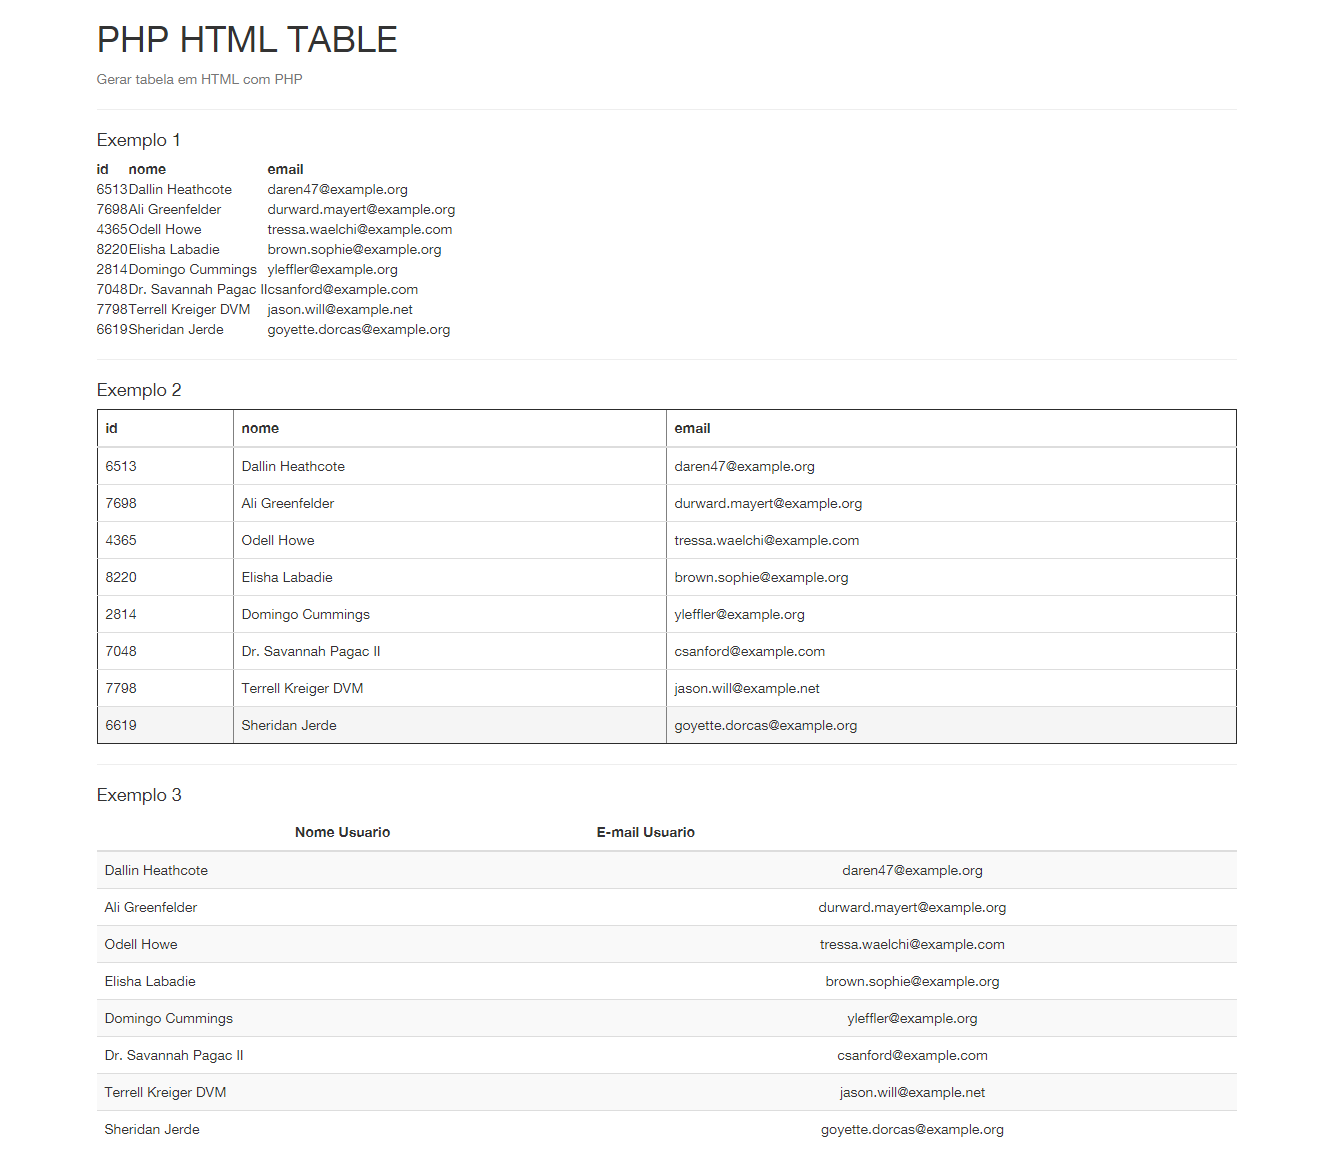 PHP HTML TABLE
Gerar tabela em HTML com PHP
Exemplo 1
id nome email
6513 Dallin Heathcote daren47@example.org
7698 Ali Greenfelder durward.mayert@example.org
4365 Odell Howe tressa.waelchi@example.com
8220 Elisha Labadie brown.sophie@example.org
2814 Domingo Cummings yleffler@example.org
7048 Dr. Savannah Pagac II csanford@example.com
7798 Terrell Kreiger DVM jason.will@example.net
6619 Sheridan Jerde goyette.dorcas@example.org
Exemplo 2
id nome email
6513 Dallin Heathcote daren47@example.org
7698 Ali Greenfelder durward.mayert@example.org
4365 Odell Howe tressa.waelchi@example.com
8220 Elisha Labadie brown.sophie@example.org
2814 Domingo Cummings yleffler@example.org
7048 Dr. Savannah Pagac II csanford@example.com
7798 Terrell Kreiger DVM jason.will@example.net
6619 Sheridan Jerde goyette.dorcas@example.org
Exemplo 3
Nome Usuario E-mail Usuario
Dallin Heathcote daren47@example.org
Ali Greenfelder durward.mayert@example.org
Odell Howe tressa.waelchi@example.com
Elisha Labadie brown.sophie@example.org
Domingo Cummings yleffler@example.org
Dr. Savannah Pagac II csanford@example.com
Terrell Kreiger DVM jason.will@example.net
Sheridan Jerde goyette.dorcas@example.org